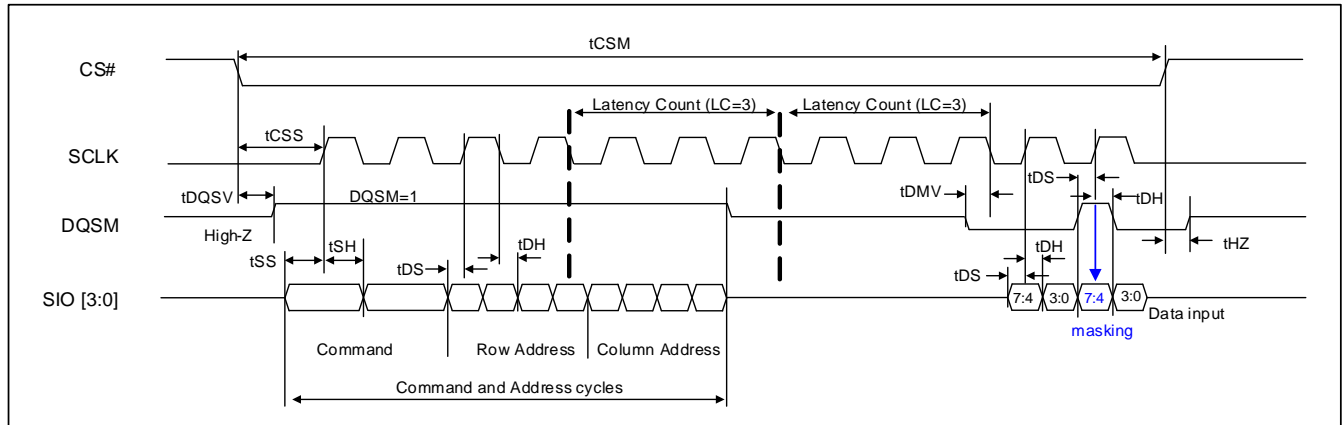 tCSM
CS#
Latency Count (LC=3)
Latency Count (LC=3)
tCSS
SCLK
tDS
tDQSV
DQSM=1
tDMV
tDH
DQSM
High-Z
tSH
tHZ
tSS
tDH
tDH
tDS
tDS
SIO [3:0]
7:4
3:0
7:4
3:0
Data input
masking
Command
Row Address
Column Address
Command and Address cycles